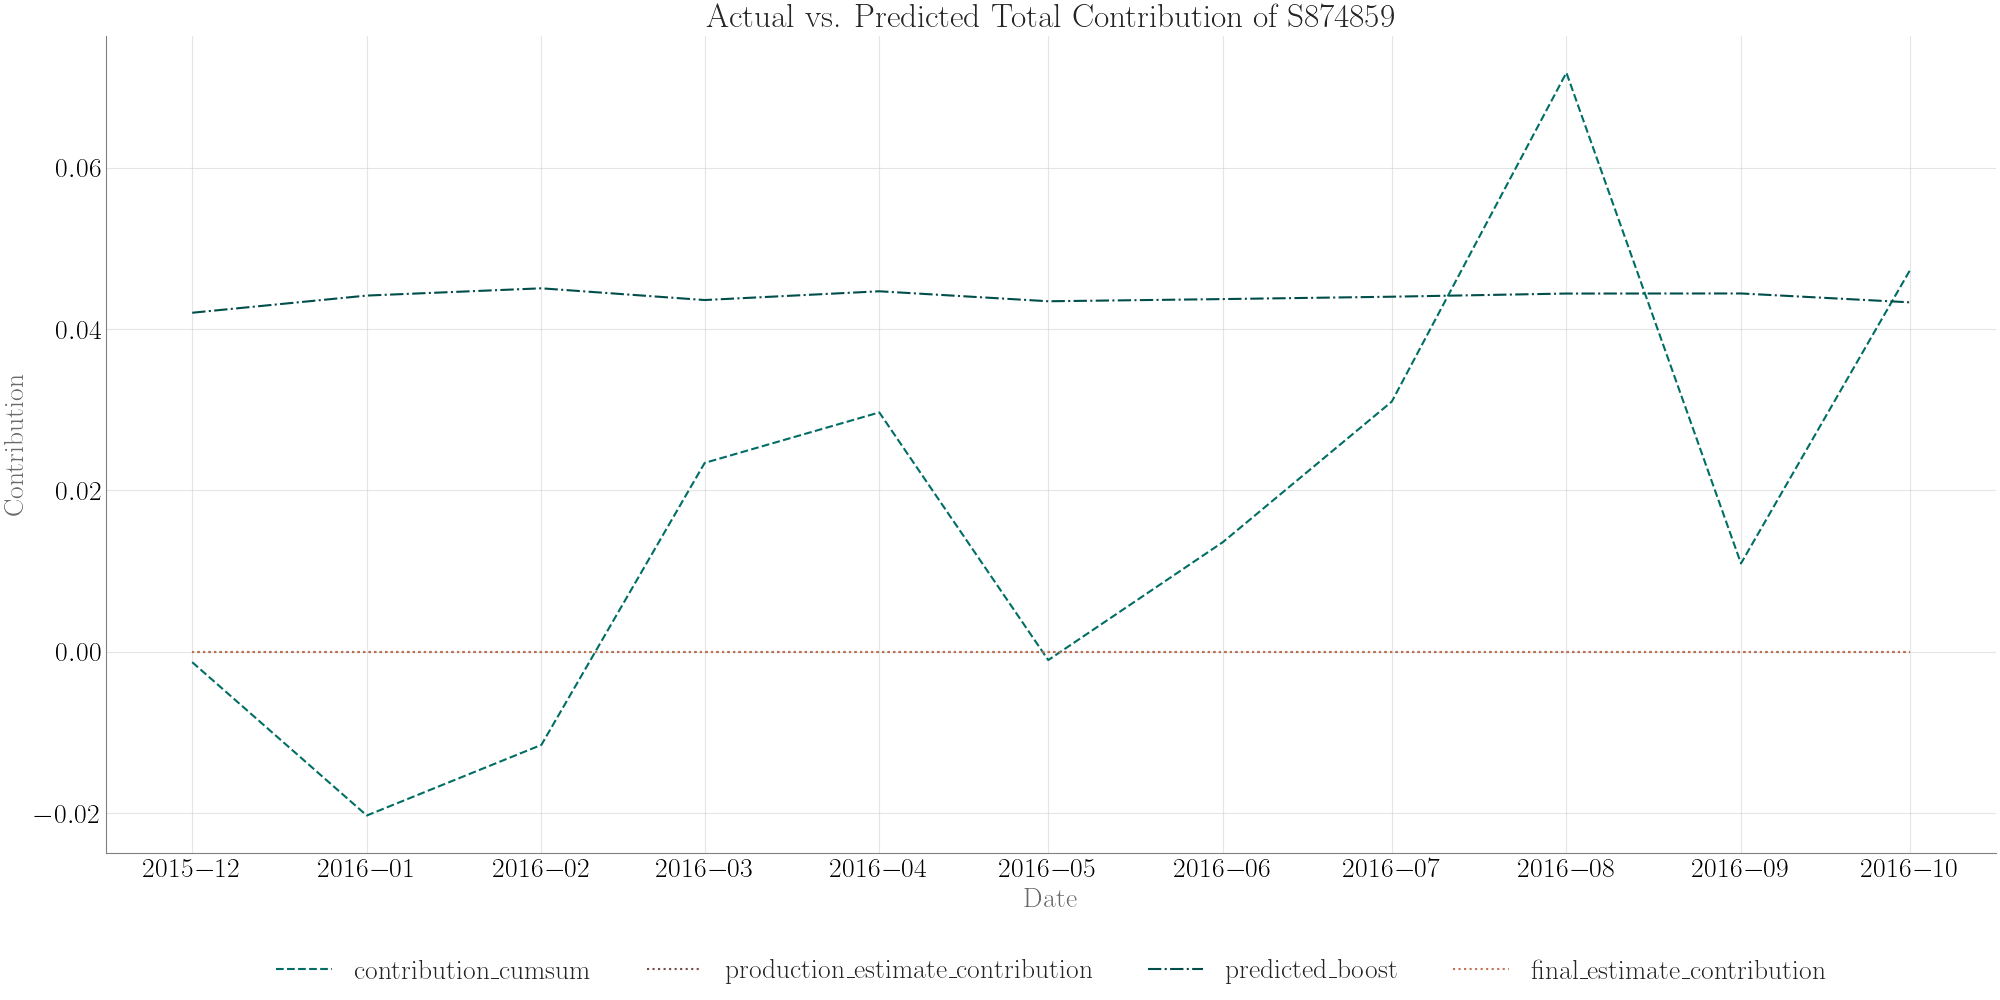 Actual vs. Predicted Total Contribution of S874859
Contribution
0.06
0.04
0.02
0.00
−0.02
2015–12 2016–01 2016–02 2016–03 2016–04 2016–05 2016–06 2016–07 2016–08 2016–09 2016–10
Date
contribution_cumsum production_estimate_contribution predicted_boost final_estimate_contribution